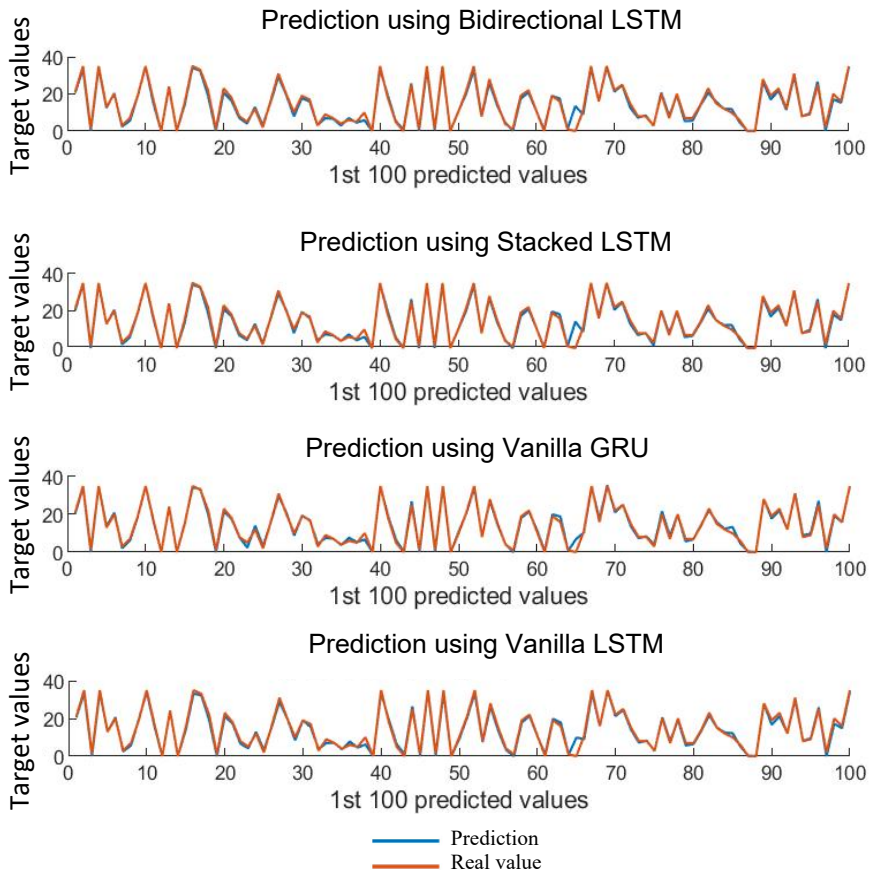 Prediction using Bidirectional LSTM
Target values
40
20
0
0 10 20 30 40 50 60 70 80 90 100
1st 100 predicted values
Prediction using Stacked LSTM
Target values
40
20
0
0 10 20 30 40 50 60 70 80 90 100
1st 100 predicted values
Prediction using Vanilla GRU
Target values
40
20
0
0 10 20 30 40 50 60 70 80 90 100
1st 100 predicted values
Prediction using Vanilla LSTM
Target values
40
20
0
0 10 20 30 40 50 60 70 80 90 100
1st 100 predicted values
Prediction
Real value